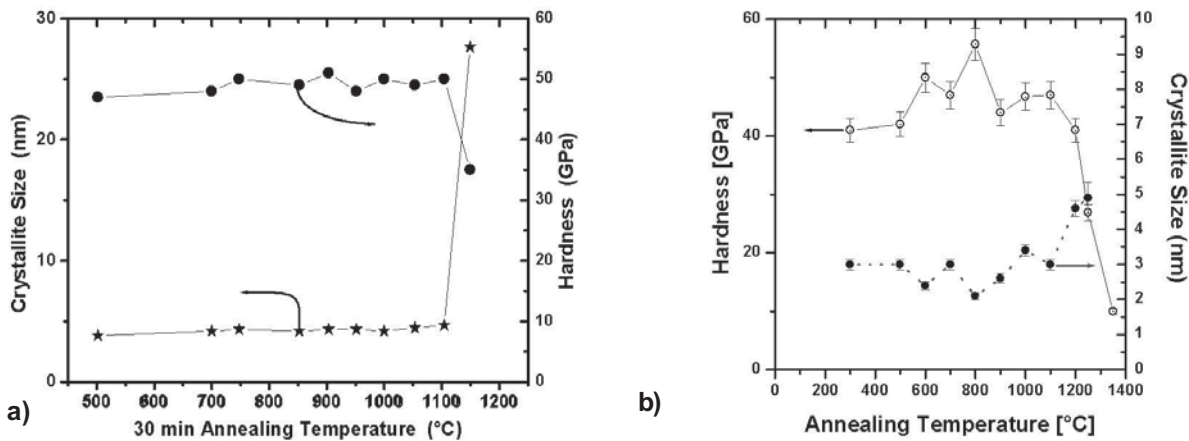 30
25
20
15
10
5
0
Crystallite Size (nm)
60
50
40
30
20
10
0
Hardness (GPa)
500 600 700 800 900 1000 1100 1200
30 min Annealing Temperature (°C)
a)
60
40
20
0
Hardness [GPa]
10
9
8
7
6
5
4
3
2
1
0
Crystallite Size (nm)
0 200 400 600 800 1000 1200 1400
Annealing Temperature [°C]
b)